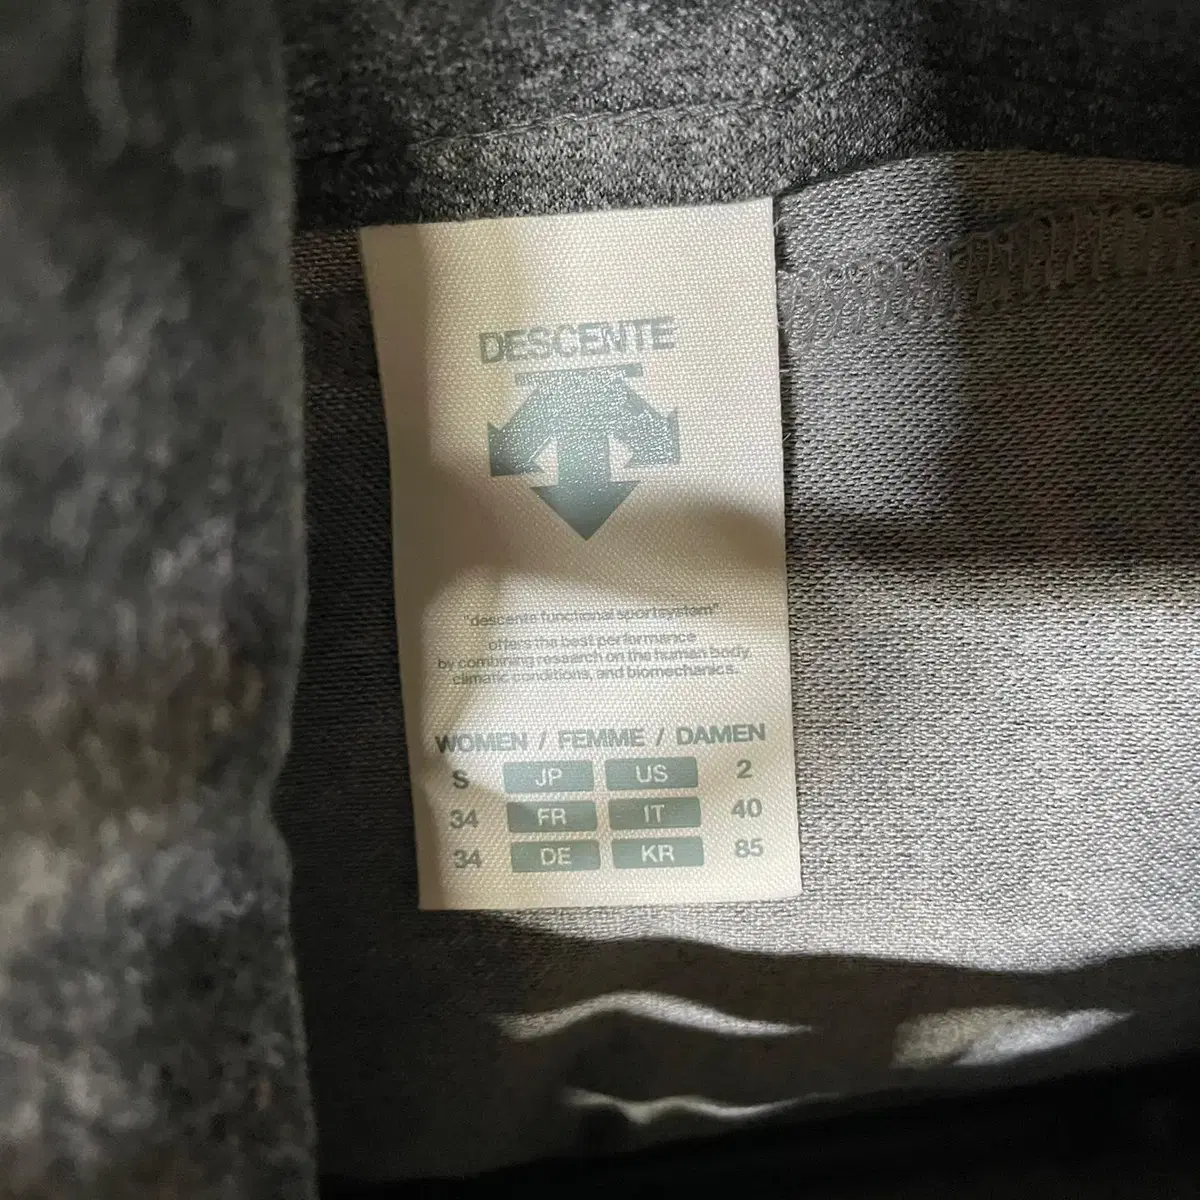 DESCENTE
"descente functional sportsystem"
offers the best performance
by combining research on the human body,
climatic conditions, and biomechanics.
WOMEN / FEMME / DAMEN
S JP US 2
34 FR IT 40
34 DE KR 85